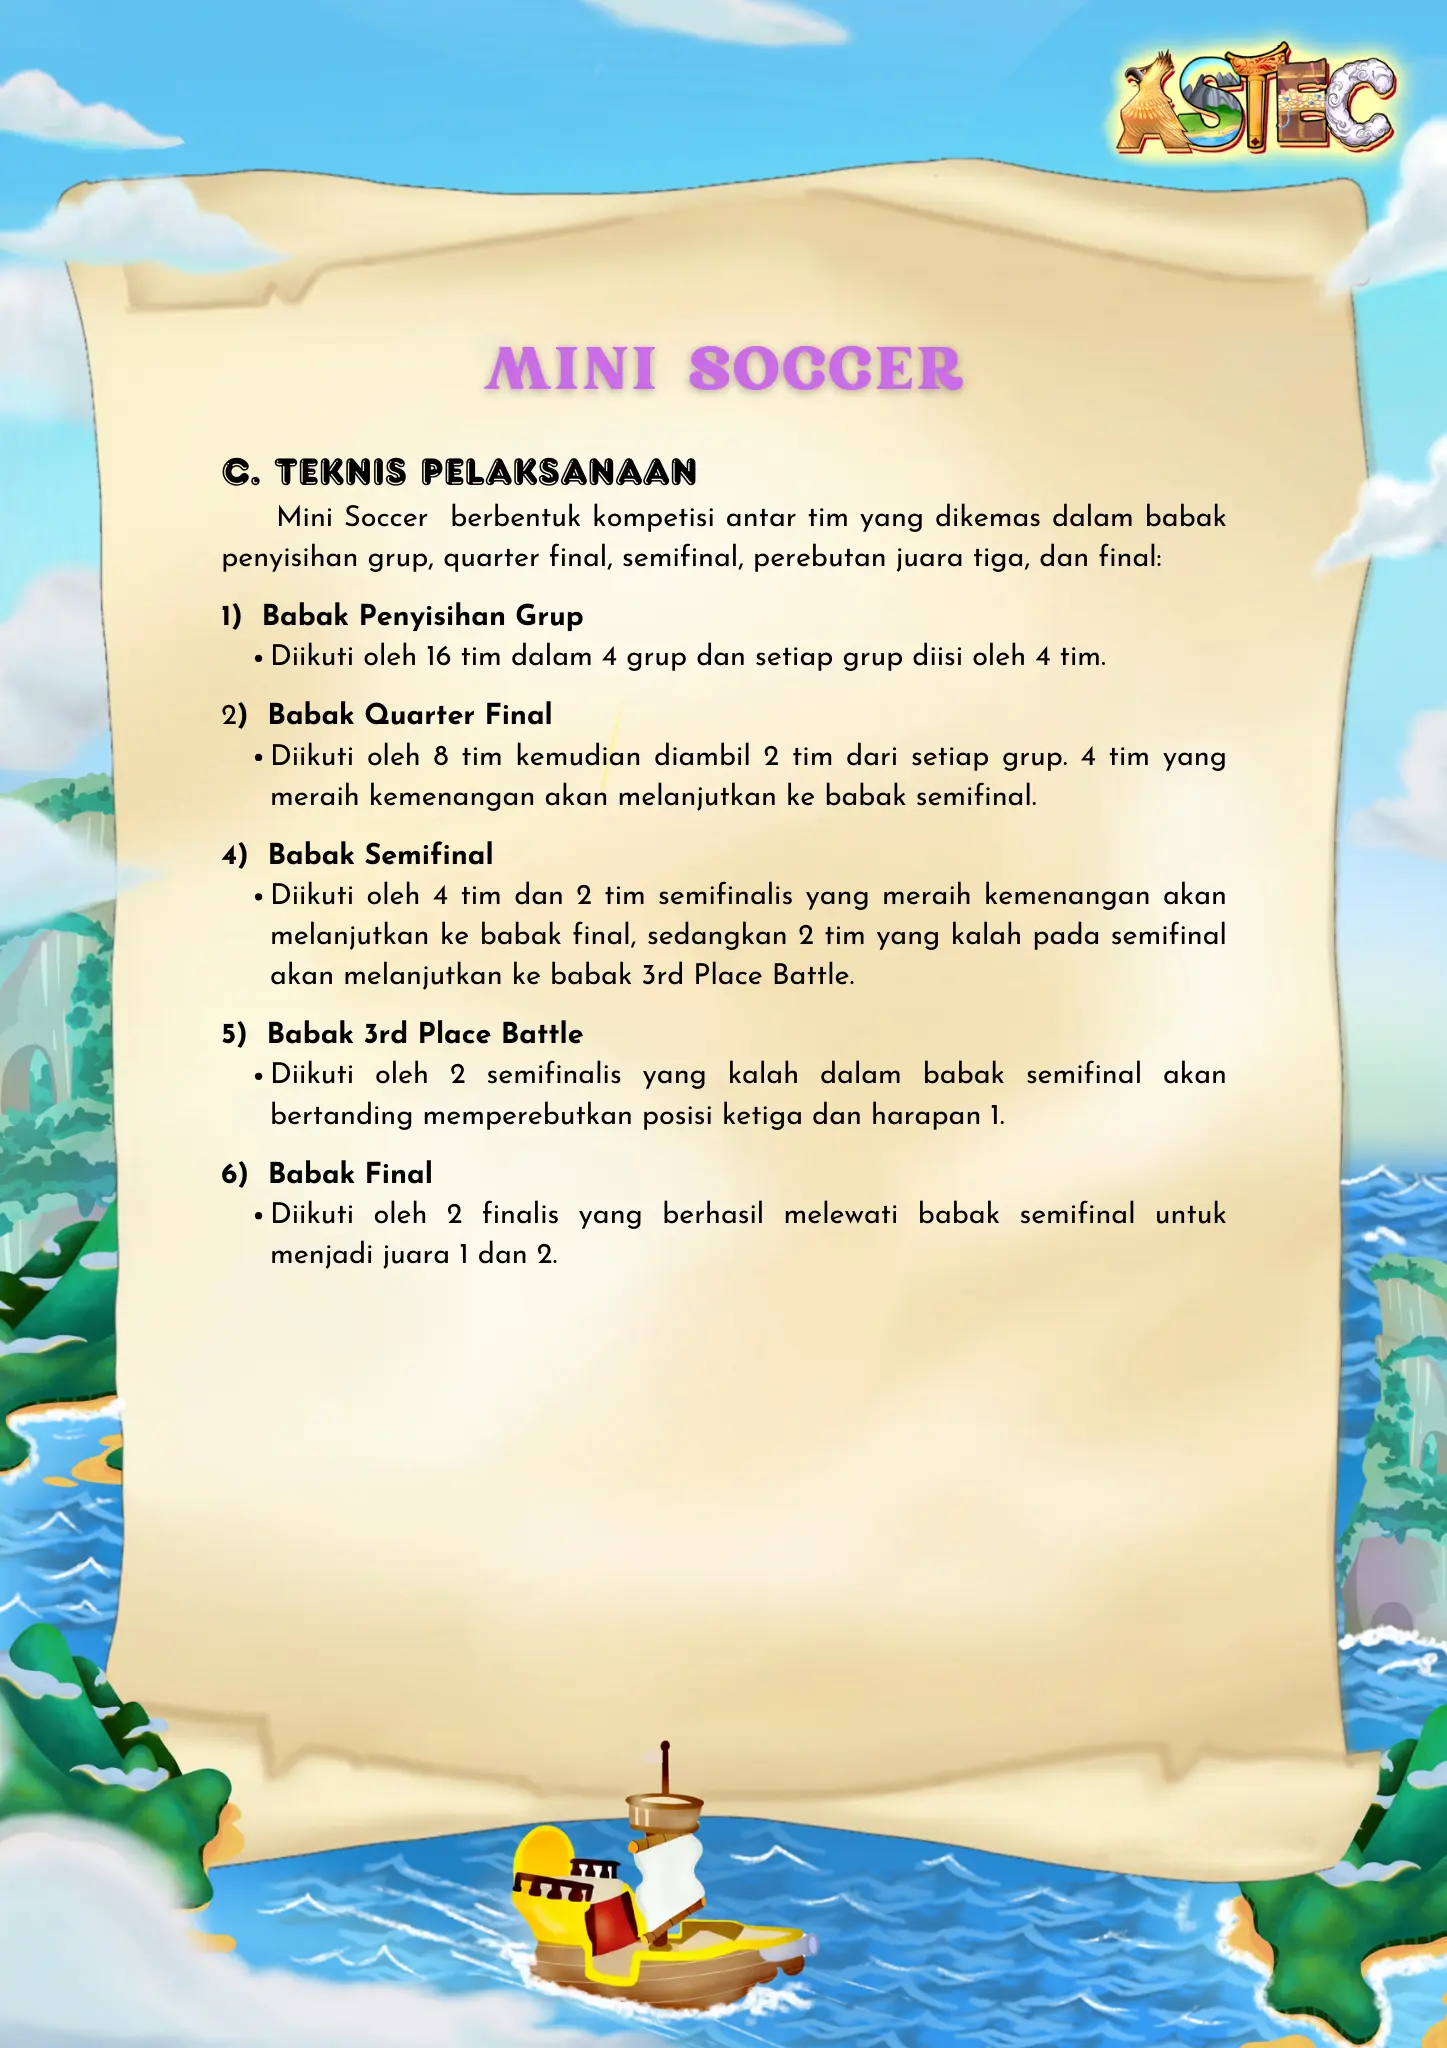 ASTEC
MINI SOCCER
C. TEKNIS PELAKSANAAN
Mini Soccer berbentuk kompetisi antar tim yang dikemas dalam babak
penyisihan grup, quarter final, semifinal, perebutan juara tiga, dan final:
1) Babak Penyisihan Grup
• Diikuti oleh 16 tim dalam 4 grup dan setiap grup diisi oleh 4 tim.
2) Babak Quarter Final
• Diikuti oleh 8 tim kemudian diambil 2 tim dari setiap grup. 4 tim yang
meraih kemenangan akan melanjutkan ke babak semifinal.
4) Babak Semifinal
• Diikuti oleh 4 tim dan 2 tim semifinalis yang meraih kemenangan akan
melanjutkan ke babak final, sedangkan 2 tim yang kalah pada semifinal
akan melanjutkan ke babak 3rd Place Battle.
5) Babak 3rd Place Battle
• Diikuti oleh 2 semifinalis yang kalah dalam babak semifinal akan
bertanding memperebutkan posisi ketiga dan harapan 1.
6) Babak Final
• Diikuti oleh 2 finalis yang berhasil melewati babak semifinal untuk
menjadi juara 1 dan 2.